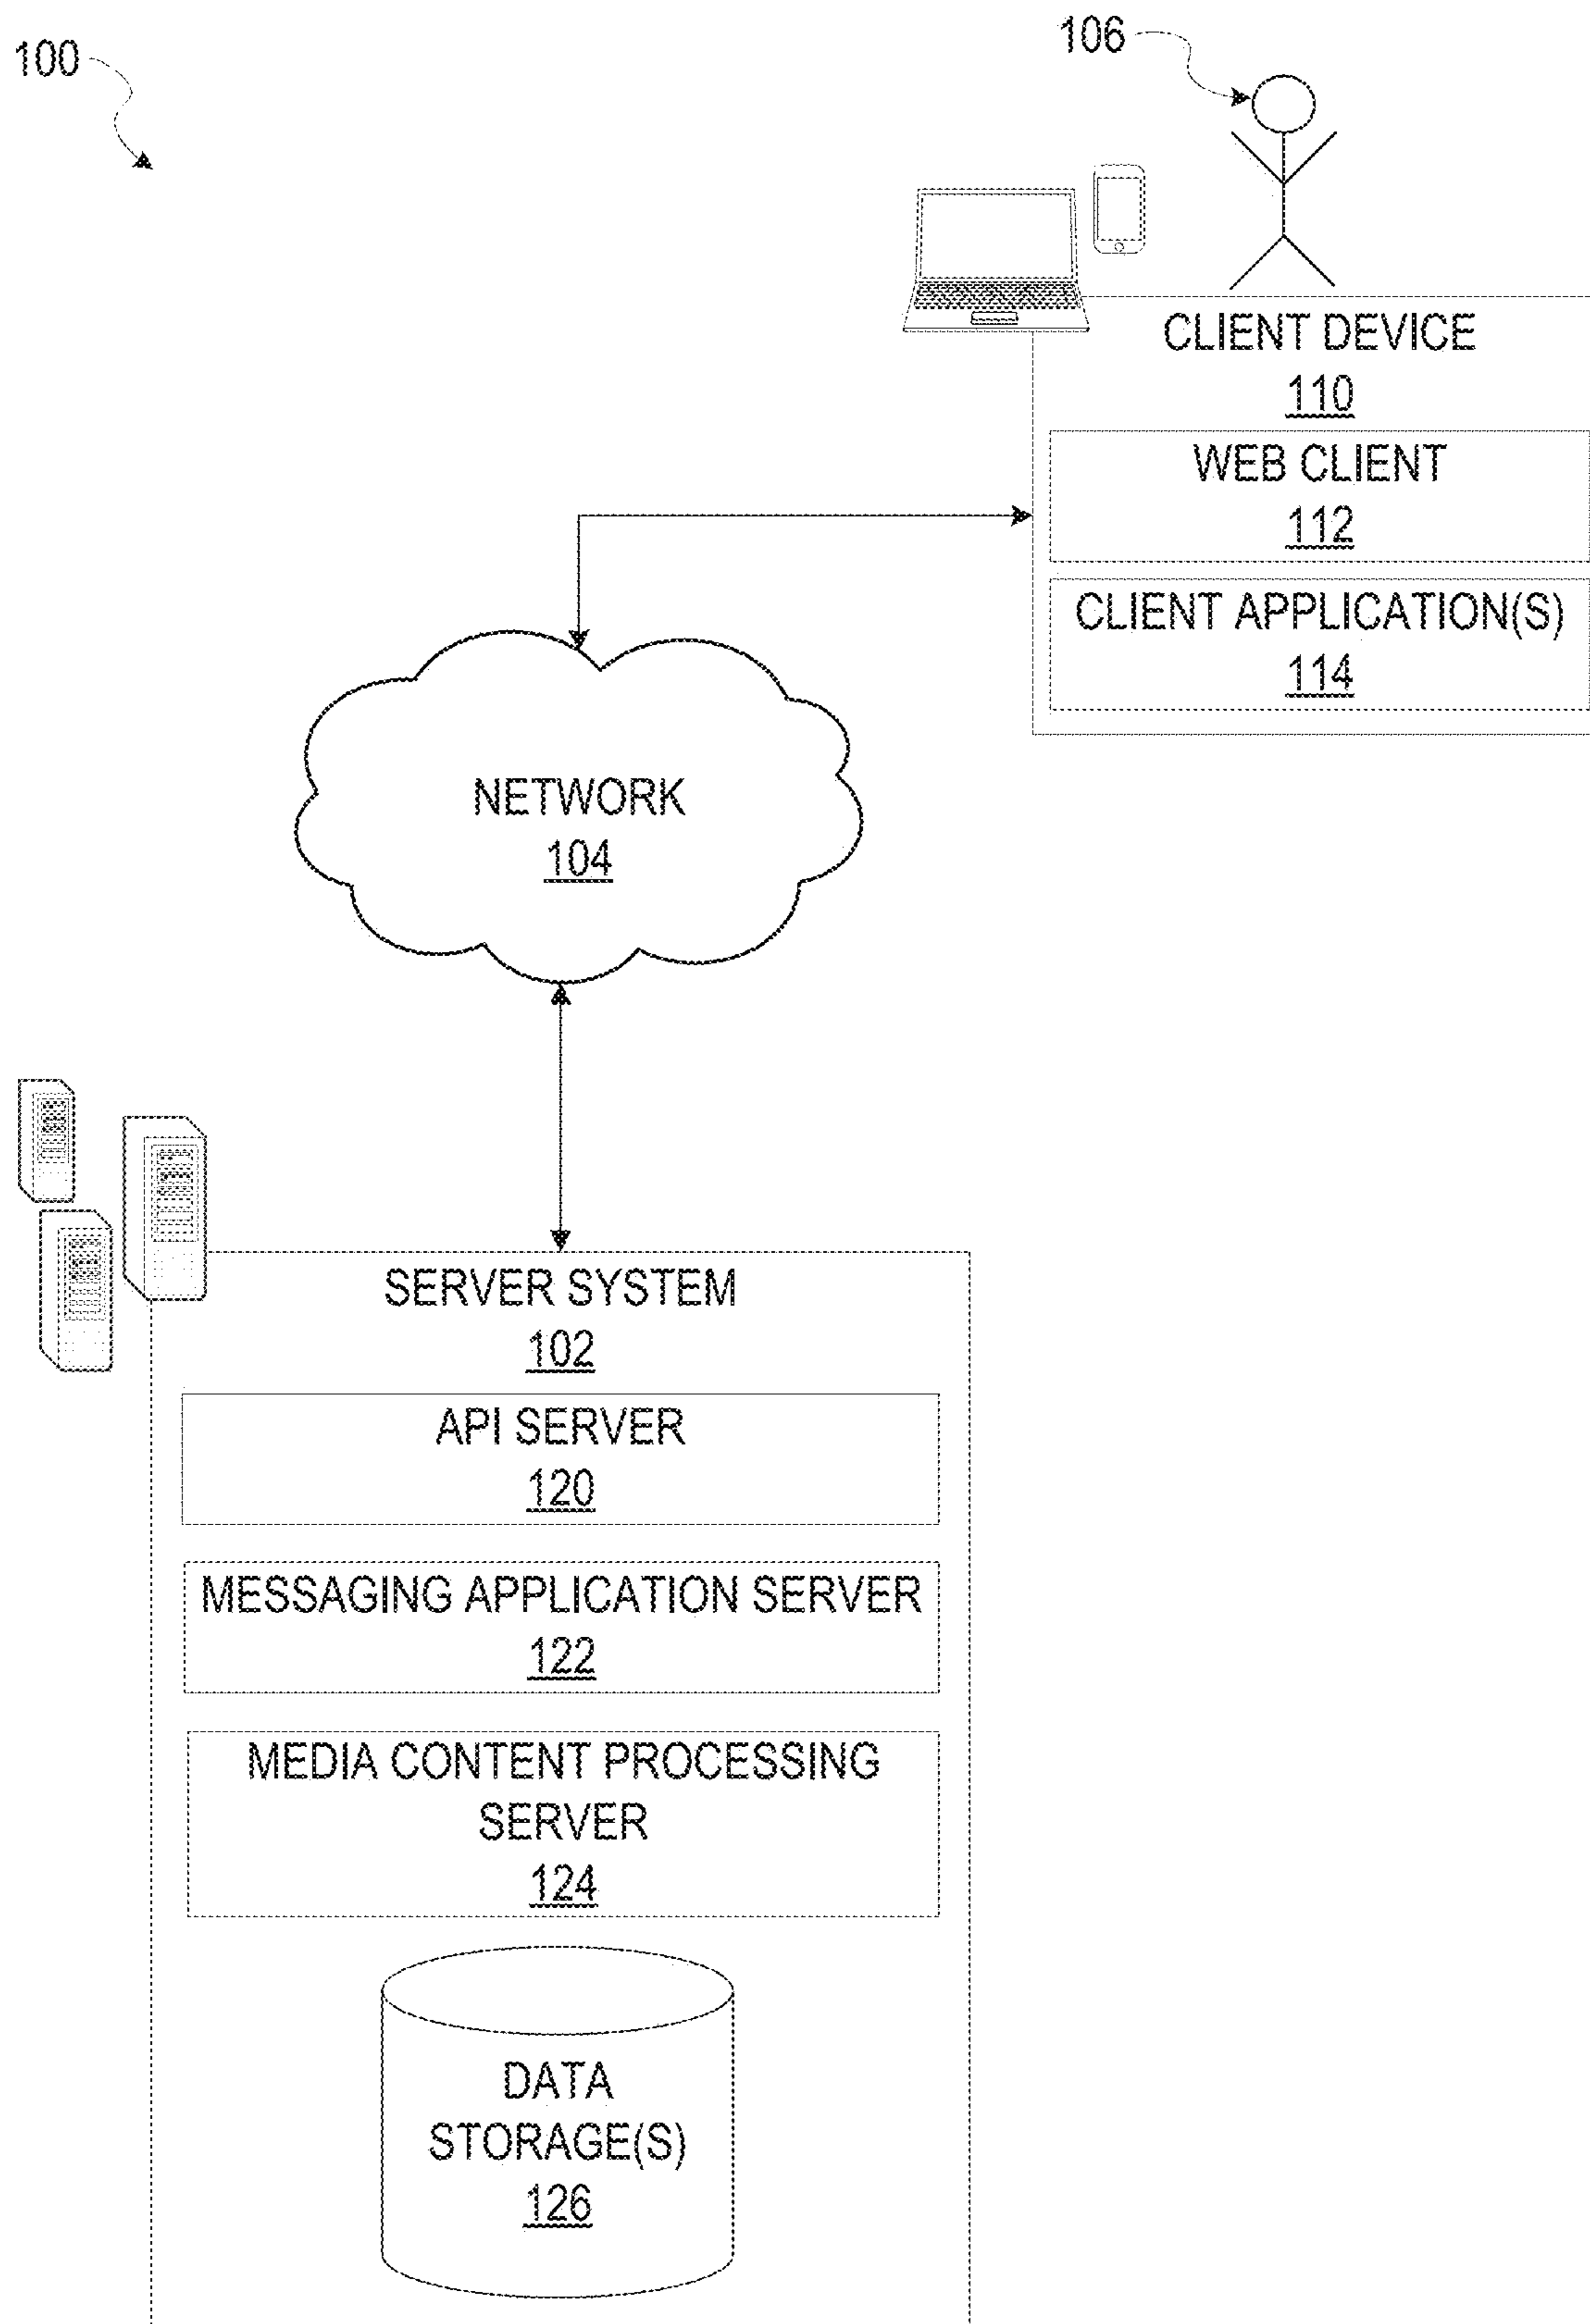 100
106
CLIENT DEVICE
110
WEB CLIENT
112
CLIENT APPLICATION(S)
114
NETWORK
104
SERVER SYSTEM
102
API SERVER
120
MESSAGING APPLICATION SERVER
122
MEDIA CONTENT PROCESSING
SERVER
124
DATA
STORAGE(S)
126